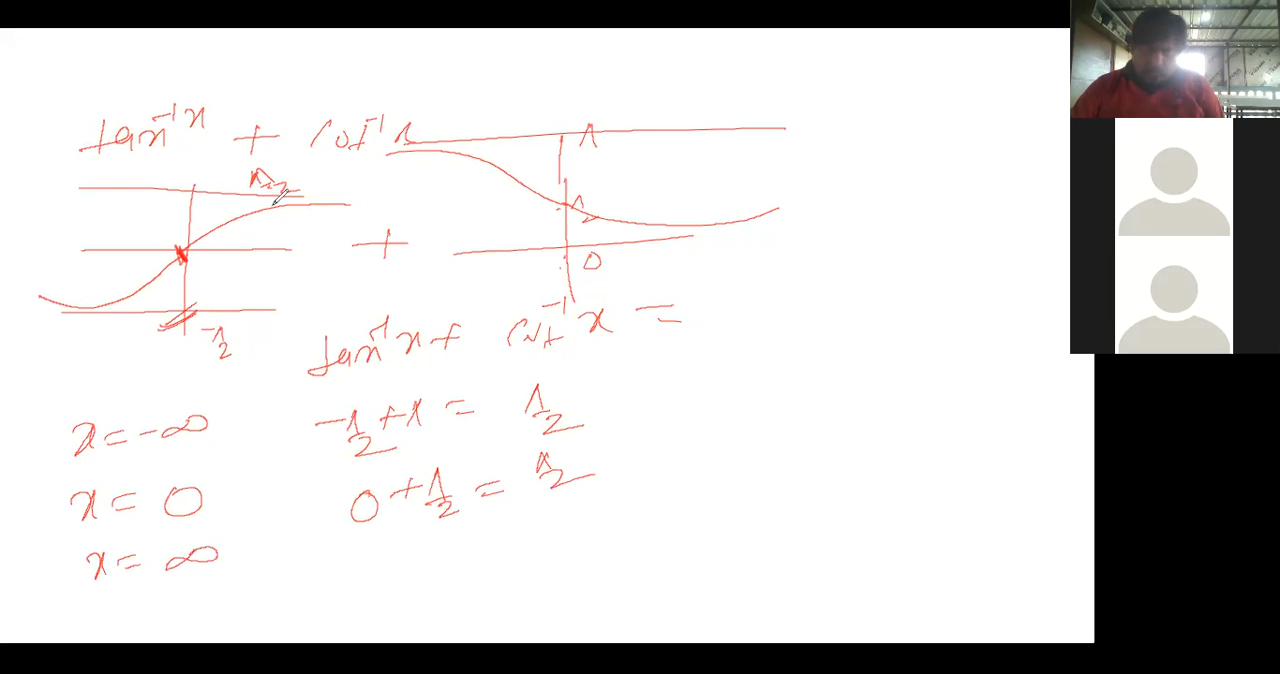 tan⁻¹x + cot⁻¹x
π
π/2
π/2
+
0
-π/2
tan⁻¹x + cot⁻¹x =
x = -∞ -π/2 + π = π/2
x = 0 0 + π/2 = π/2
x = ∞